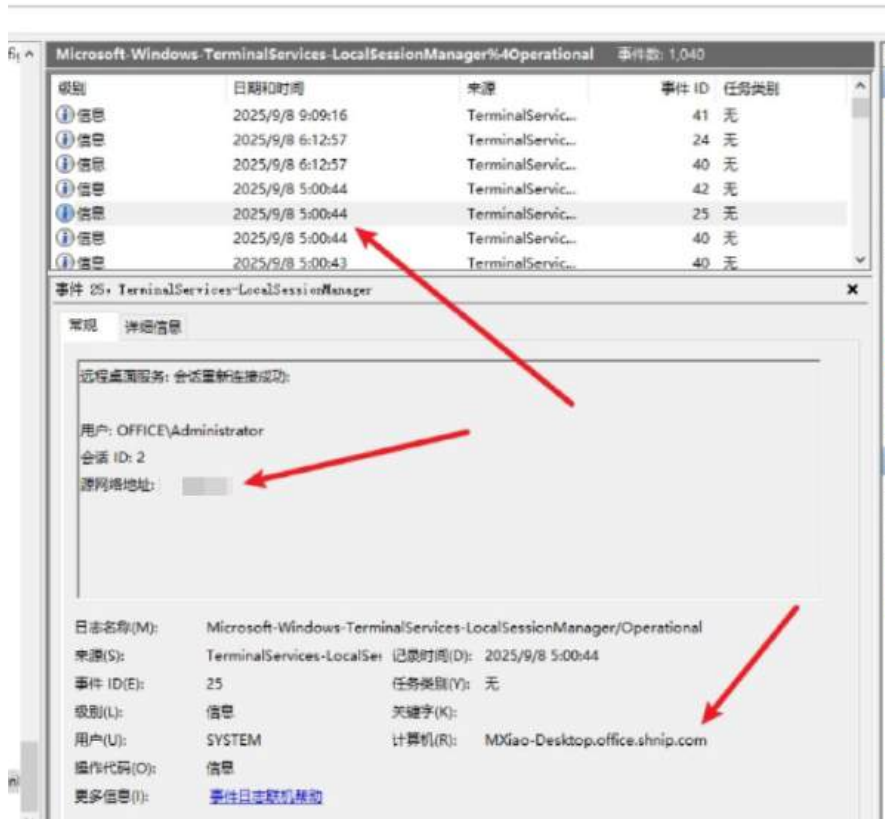 Microsoft-Windows-TerminalServices-LocalSessionManager%4Operational 事件数: 1,040
级别 日期和时间 来源 事件 ID 任务类别
信息 2025/9/8 9:09:16 TerminalServic... 41 无
信息 2025/9/8 6:12:57 TerminalServic... 24 无
信息 2025/9/8 6:12:57 TerminalServic... 40 无
信息 2025/9/8 5:00:44 TerminalServic... 42 无
信息 2025/9/8 5:00:44 TerminalServic... 25 无
信息 2025/9/8 5:00:44 TerminalServic... 40 无
信息 2025/9/8 5:00:43 TerminalServic... 40 无
事件 25, TerminalServices-LocalSessionManager
常规 详细信息
远程桌面服务: 会话重新连接成功:
用户: OFFICE\Administrator
会话 ID: 2
源网络地址:
日志名称(M): Microsoft-Windows-TerminalServices-LocalSessionManager/Operational
来源(S): TerminalServices-LocalSes 记录时间(D): 2025/9/8 5:00:44
事件 ID(E): 25 任务类别(Y): 无
级别(L): 信息 关键字(K):
用户(U): SYSTEM 计算机(R): MXiao-Desktop.office.shnip.com
操作代码(O): 信息
更多信息(I): 事件日志联机帮助